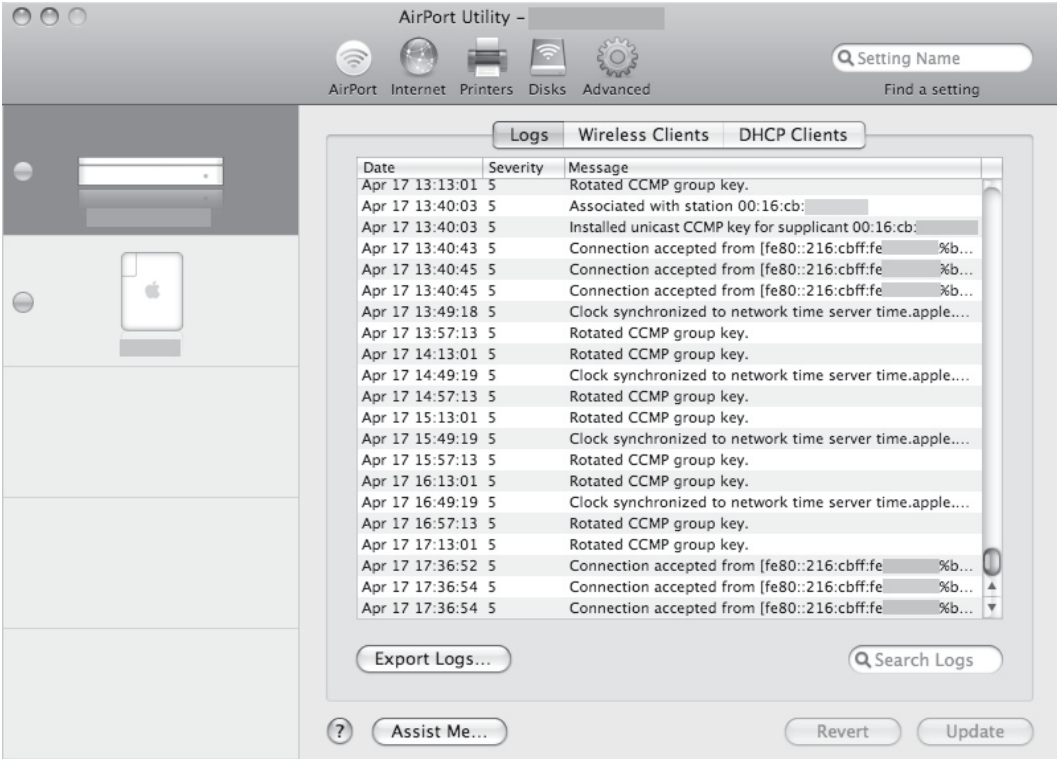 AirPort Utility –
AirPort Internet Printers Disks Advanced
Setting Name
Find a setting
Logs Wireless Clients DHCP Clients
Date Severity Message
Apr 17 13:13:01 5 Rotated CCMP group key.
Apr 17 13:40:03 5 Associated with station 00:16:cb:
Apr 17 13:40:03 5 Installed unicast CCMP key for supplicant 00:16:cb:
Apr 17 13:40:43 5 Connection accepted from [fe80::216:cbff:fe %b...
Apr 17 13:40:45 5 Connection accepted from [fe80::216:cbff:fe %b...
Apr 17 13:40:45 5 Connection accepted from [fe80::216:cbff:fe %b...
Apr 17 13:49:18 5 Clock synchronized to network time server time.apple....
Apr 17 13:57:13 5 Rotated CCMP group key.
Apr 17 14:13:01 5 Rotated CCMP group key.
Apr 17 14:49:19 5 Clock synchronized to network time server time.apple....
Apr 17 14:57:13 5 Rotated CCMP group key.
Apr 17 15:13:01 5 Rotated CCMP group key.
Apr 17 15:49:19 5 Clock synchronized to network time server time.apple....
Apr 17 15:57:13 5 Rotated CCMP group key.
Apr 17 16:13:01 5 Rotated CCMP group key.
Apr 17 16:49:19 5 Clock synchronized to network time server time.apple....
Apr 17 16:57:13 5 Rotated CCMP group key.
Apr 17 17:13:01 5 Rotated CCMP group key.
Apr 17 17:36:52 5 Connection accepted from [fe80::216:cbff:fe %b...
Apr 17 17:36:54 5 Connection accepted from [fe80::216:cbff:fe %b...
Apr 17 17:36:54 5 Connection accepted from [fe80::216:cbff:fe %b...
Export Logs... Search Logs
? Assist Me... Revert Update